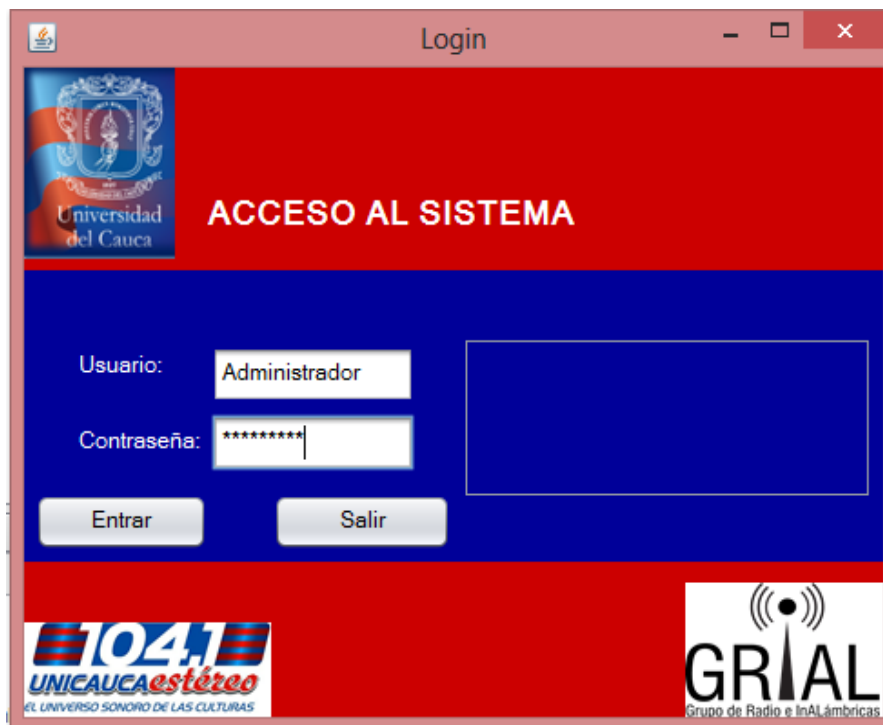 Login
Universidad
del Cauca
ACCESO AL SISTEMA
Usuario:
Administrador
Contraseña:
*********
Entrar
Salir
104.1
UNICAUCAestéreo
EL UNIVERSO SONORO DE LAS CULTURAS
GRIAL
Grupo de Radio e InALámbricas